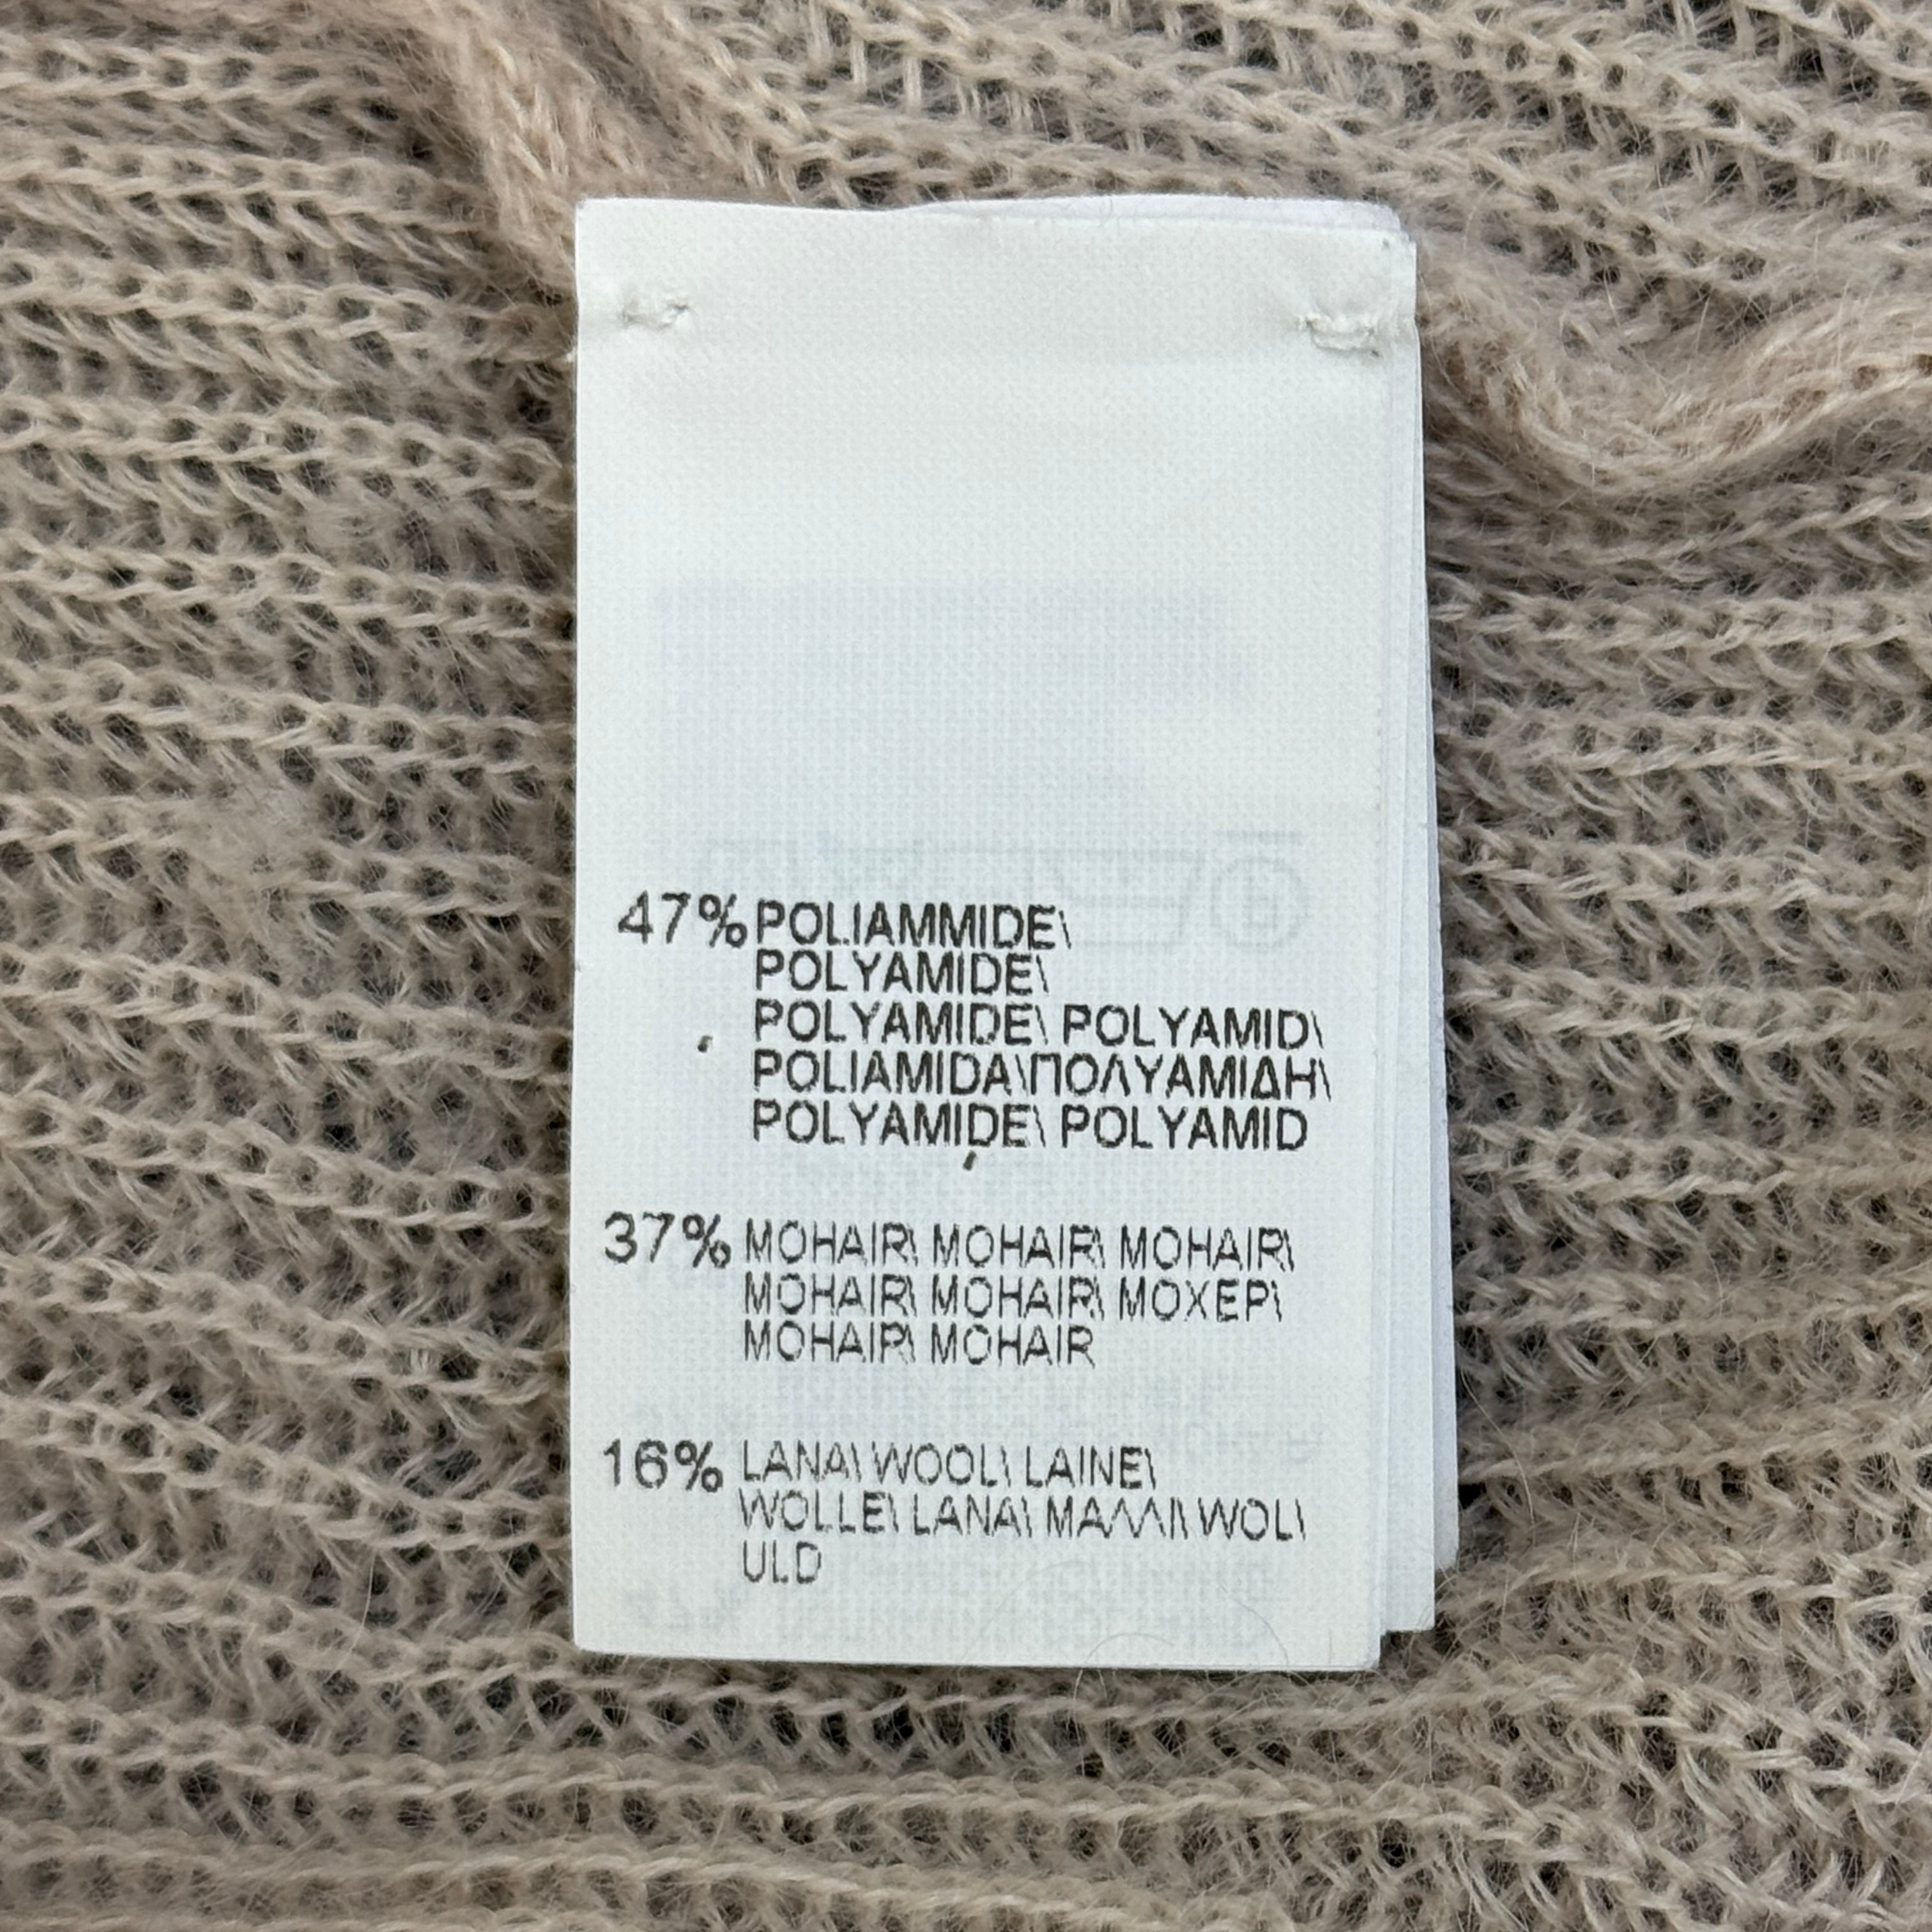 47% POLIAMMIDE\
POLYAMIDE\
POLYAMIDE\ POLYAMID\
POLIAMIDA\ΠΟΛΥΑΜΙΔΗ\
POLYAMIDE\ POLYAMID
37% MOHAIR\ MOHAIR\ MOHAIR\
MOHAIR\ MOHAIR\ ΜΟΧΕΡ\
MOHAIR\ MOHAIR
16% LANA\ WOOL\ LAINE\
WOLLE\ LANA\ ΜΑΛΛΙ\ WOL\
ULD